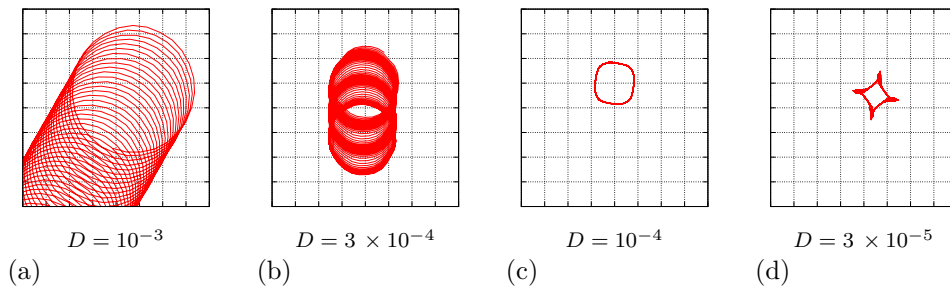 D = 10⁻³ D = 3 × 10⁻⁴ D = 10⁻⁴ D = 3 × 10⁻⁵
(a) (b) (c) (d)